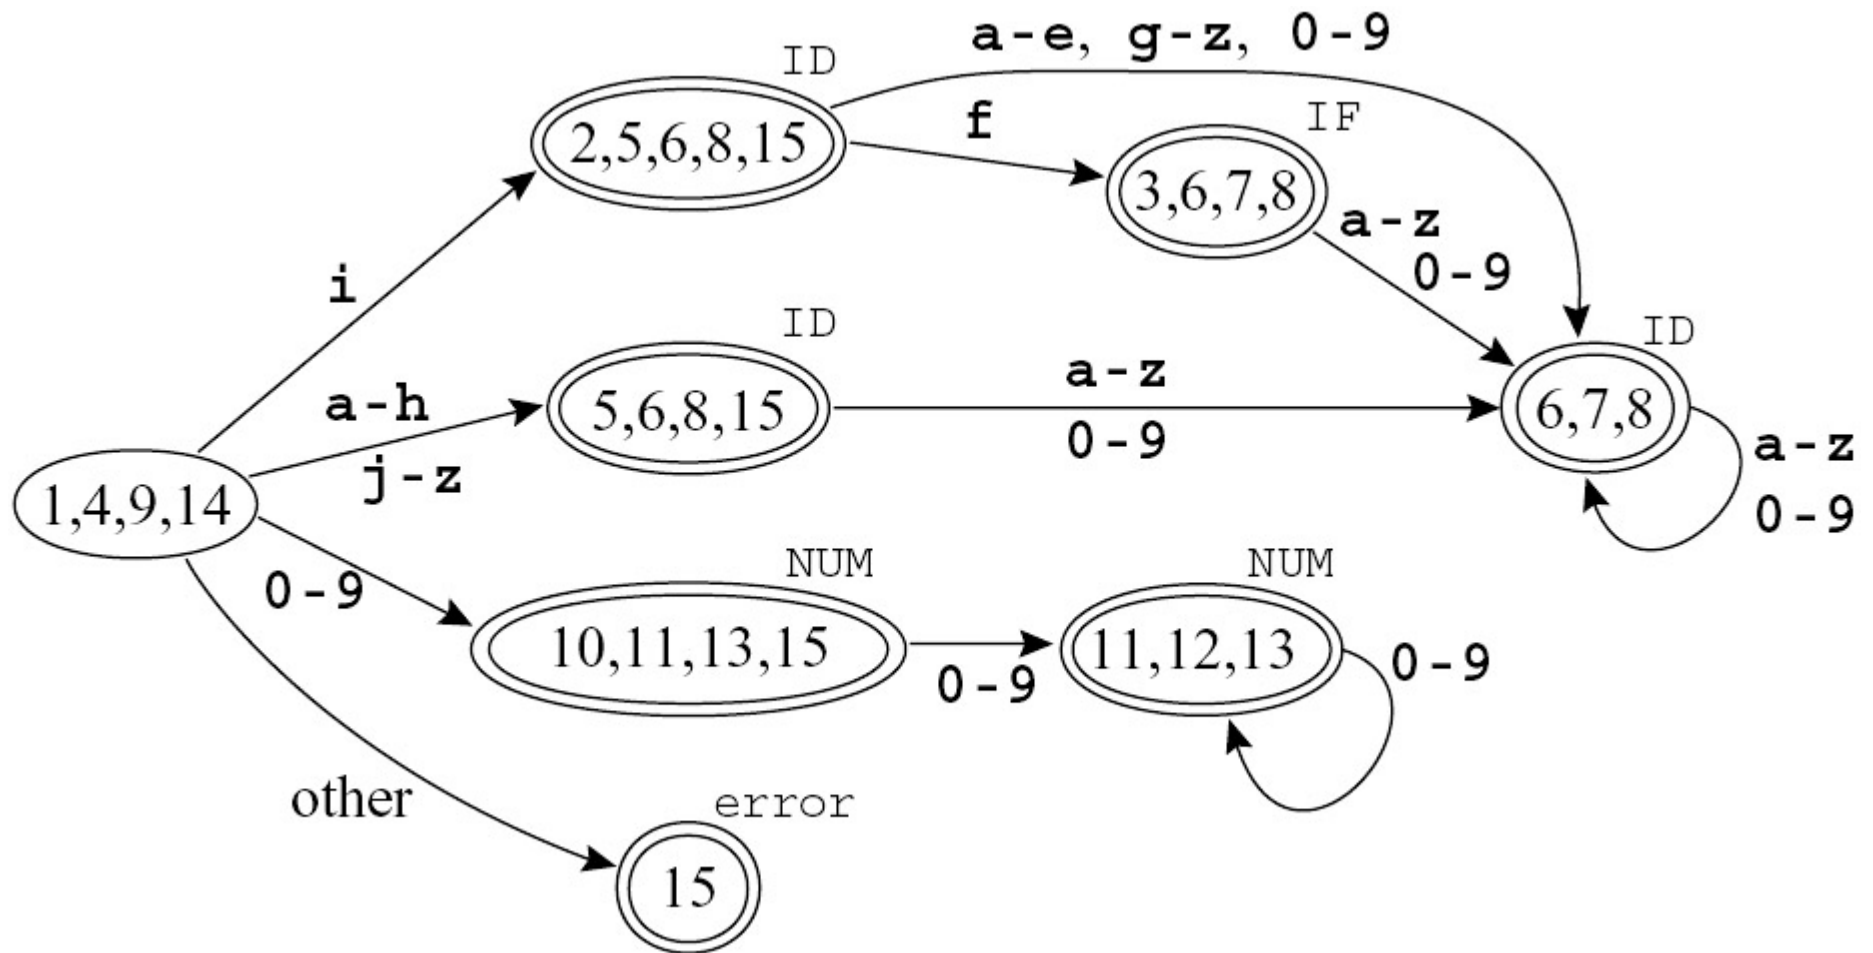 a-e, g-z, 0-9
ID
2,5,6,8,15
f
IF
3,6,7,8
a-z
0-9
i
ID
5,6,8,15
a-z
0-9
ID
6,7,8
a-z
0-9
a-h
j-z
1,4,9,14
0-9
NUM
10,11,13,15
0-9
NUM
11,12,13
0-9
other
error
15